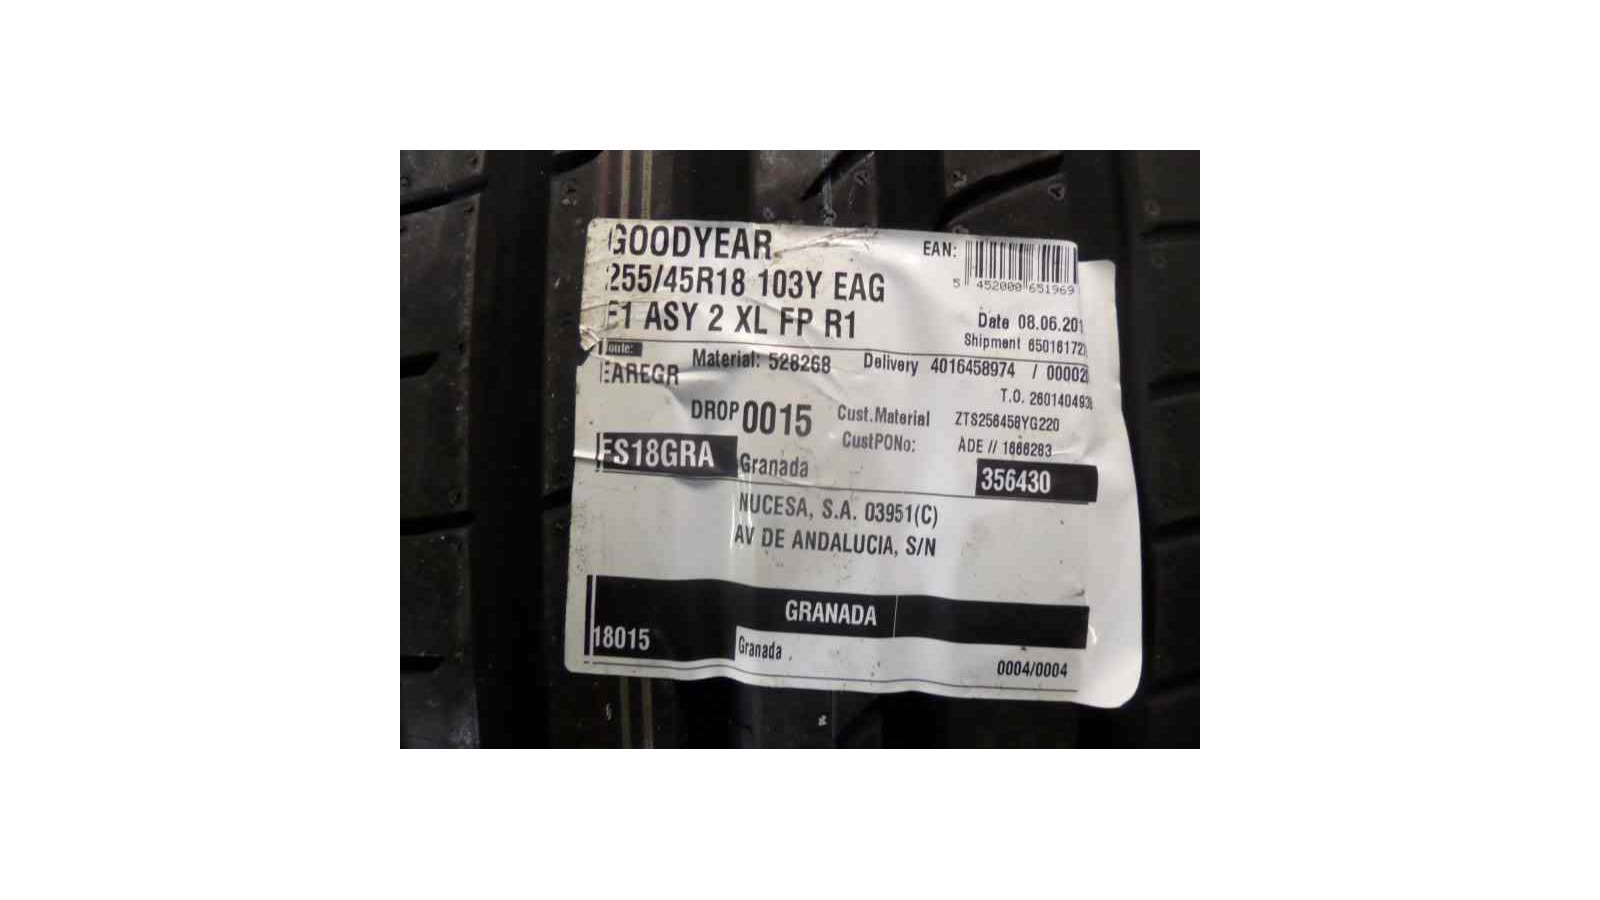 GOODYEAR
EAN:
255/45R18 103Y EAG
5 452000 651969
F1 ASY 2 XL FP R1
Date 08.06.201
Shipment 65016172
Route:
Material: 528268 Delivery 4016458974 / 00002
EAREGR
T.O. 260140493
DROP 0015 Cust.Material ZTS256458YG220
CustPONo: ADE // 1666283
FS18GRA Granada 356430
NUCESA, S.A. 03951(C)
AV DE ANDALUCIA, S/N
GRANADA
18015 Granada
0004/0004